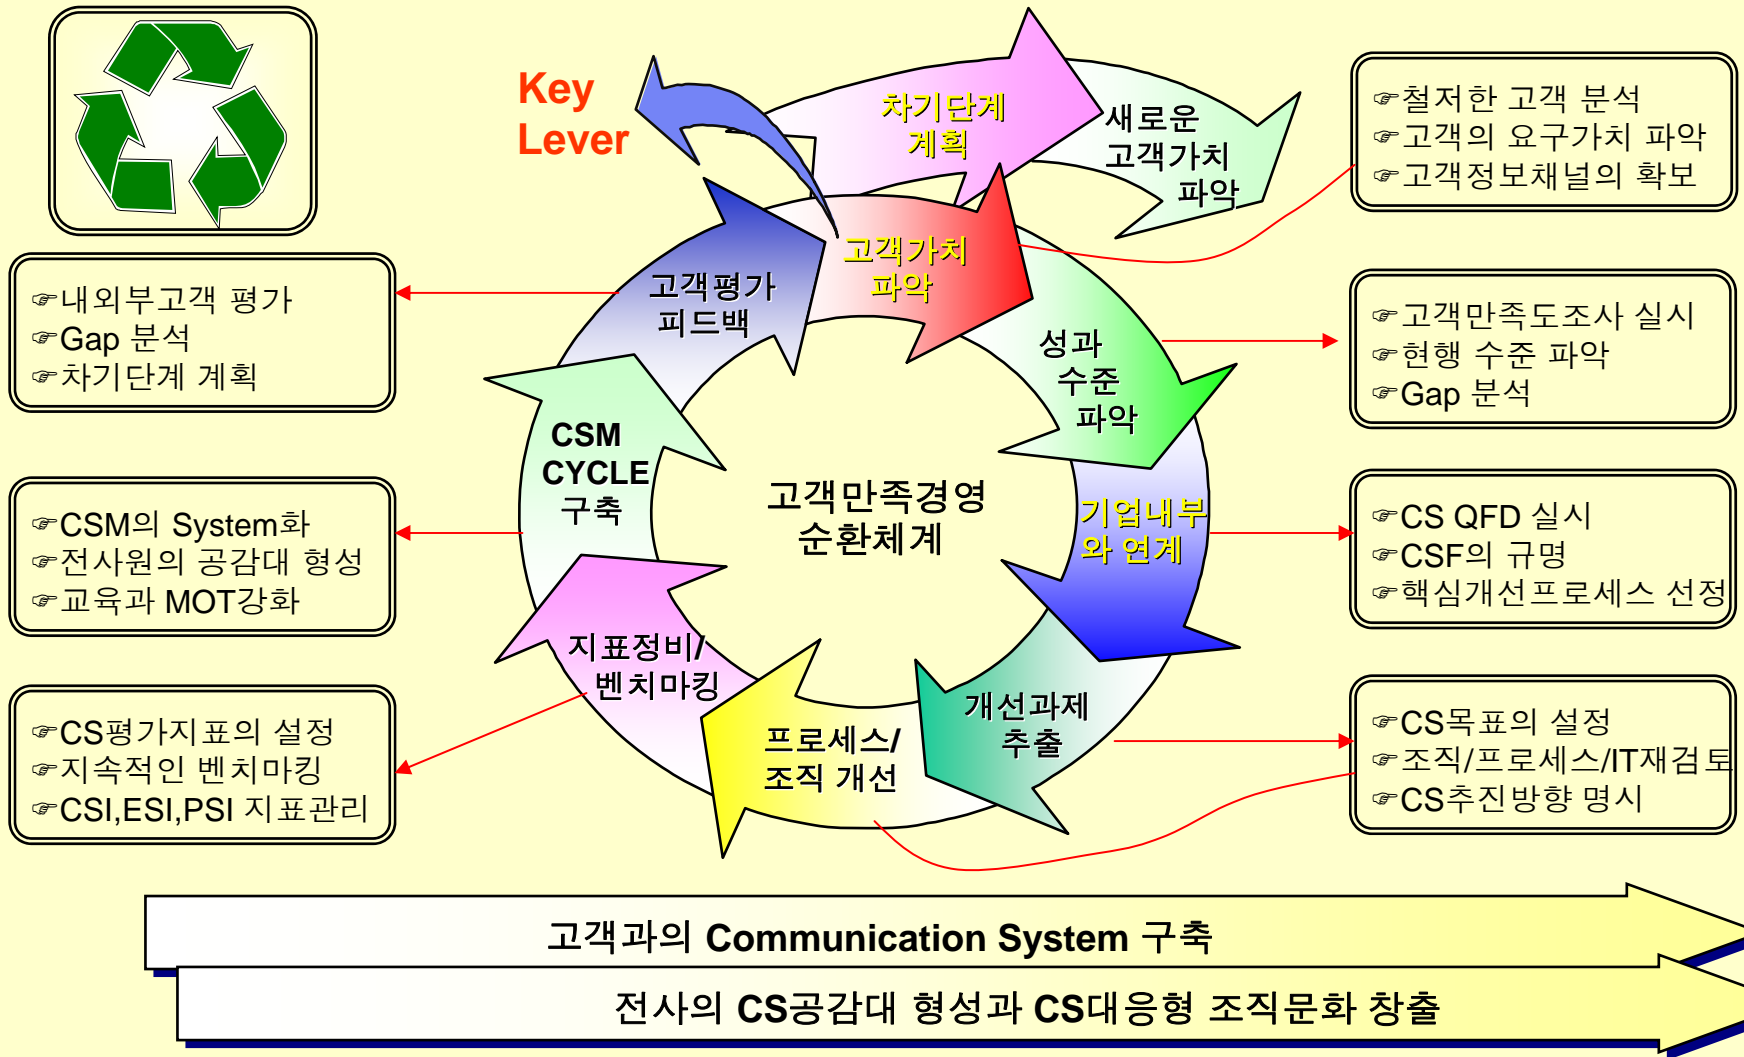 Key
Lever
차기단계
계획
새로운
고객가치
파악
☞철저한 고객 분석
☞고객의 요구가치 파악
☞고객정보채널의 확보
고객가치
파악
고객평가
피드백
☞내외부고객 평가
☞Gap 분석
☞차기단계 계획
성과
수준
파악
☞고객만족도조사 실시
☞현행 수준 파악
☞Gap 분석
CSM
CYCLE
구축
고객만족경영
순환체계
기업내부
와 연계
☞CSM의 System화
☞전사원의 공감대 형성
☞교육과 MOT강화
☞CS QFD 실시
☞CSF의 규명
☞핵심개선프로세스 선정
지표정비/
벤치마킹
프로세스/
조직 개선
개선과제
추출
☞CS평가지표의 설정
☞지속적인 벤치마킹
☞CSI,ESI,PSI 지표관리
☞CS목표의 설정
☞조직/프로세스/IT재검토
☞CS추진방향 명시
고객과의 Communication System 구축
전사의 CS공감대 형성과 CS대응형 조직문화 창출